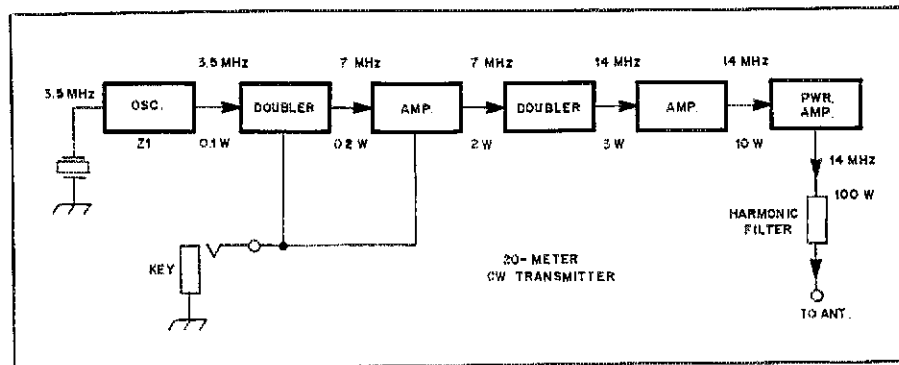 3.5 MHz
7 MHz
7 MHz
14 MHz
14 MHz
3.5 MHz
OSC.
DOUBLER
AMP.
DOUBLER
AMP.
PWR.
AMP.
Z1
0.1 W
0.2 W
2 W
3 W
10 W
14 MHz
100 W
HARMONIC
FILTER
KEY
20-METER
CW TRANSMITTER
TO ANT.